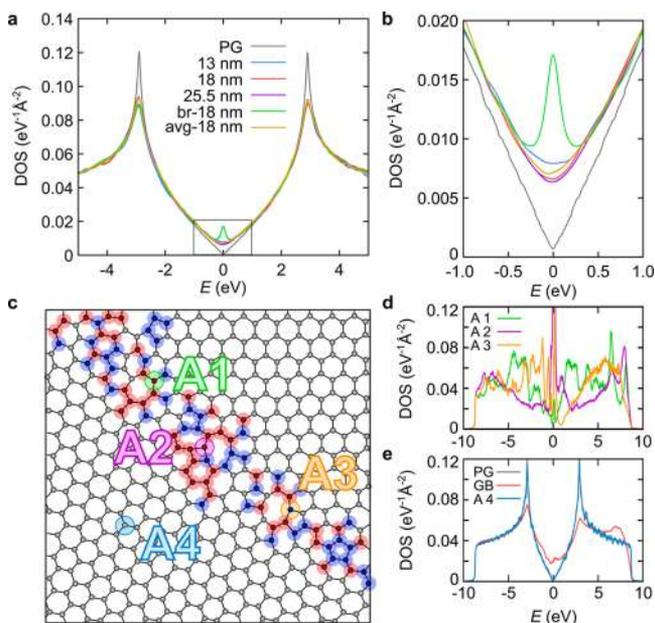 a
0.14
0.12
0.10
0.08
0.06
0.04
0.02
0
DOS (eV⁻¹Å⁻²)
PG
13 nm
18 nm
25.5 nm
br-18 nm
avg-18 nm
-4 -2 0 2 4
E (eV)
b
0.020
0.015
0.010
0.005
0
DOS (eV⁻¹Å⁻²)
-1.0 -0.5 0 0.5 1.0
E (eV)
c
A1
A2
A3
A4
d
0.12
0.08
0.04
0
DOS (eV⁻¹Å⁻²)
A 1
A 2
A 3
-10 -5 0 5 10
e
0.12
0.08
0.04
0
DOS (eV⁻¹Å⁻²)
PG
GB
A 4
-10 -5 0 5 10
E (eV)